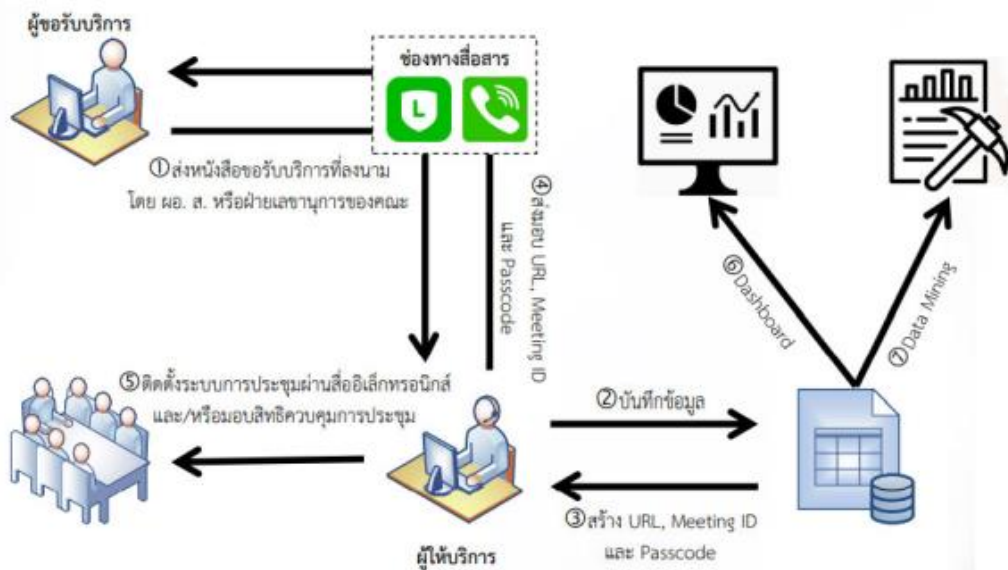 ผู้ขอรับบริการ
ช่องทางสื่อสาร
L
①ส่งหนังสือขอรับบริการที่ลงนาม
โดย ผอ. ส. หรือฝ่ายเลขานุการของคณะ
④ส่งมอบ URL, Meeting ID
และ Passcode
⑥Dashboard
⑦Data Mining
⑤ติดตั้งระบบการประชุมผ่านสื่ออิเล็กทรอนิกส์
และ/หรือมอบสิทธิควบคุมการประชุม
②บันทึกข้อมูล
③สร้าง URL, Meeting ID
และ Passcode
ผู้ให้บริการ